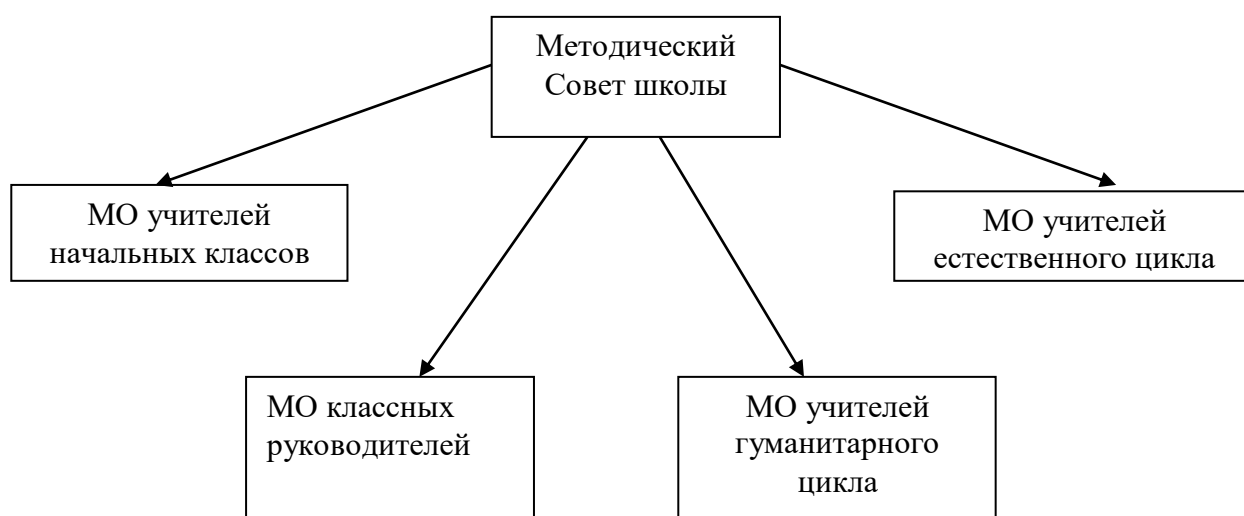 Методический
Совет школы
МО учителей
начальных классов
МО учителей
естественного цикла
МО классных
руководителей
МО учителей
гуманитарного
цикла